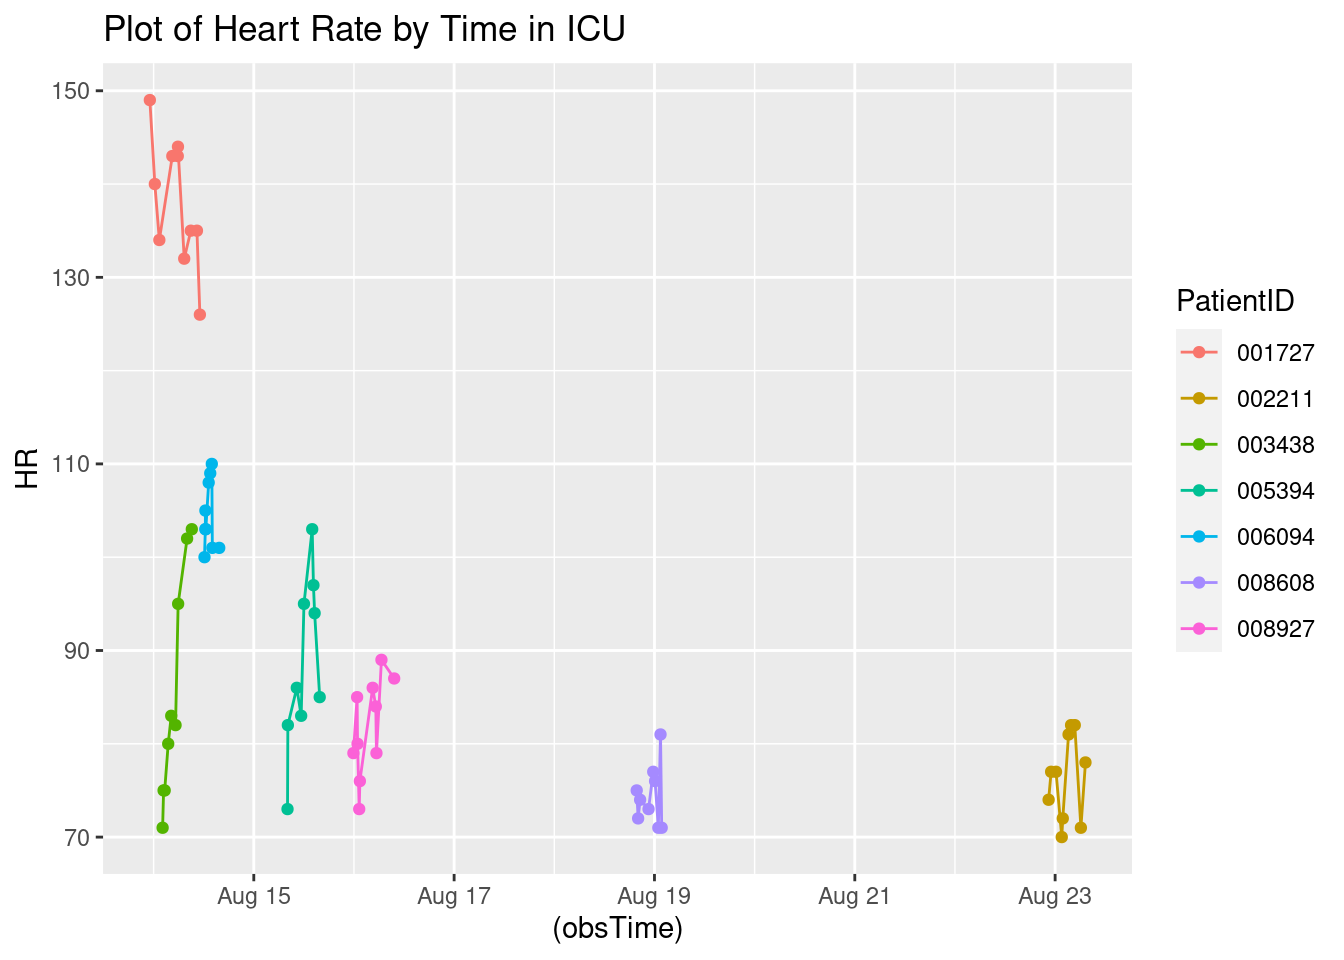 Plot of Heart Rate by Time in ICU
150
130
110
90
70
HR
Aug 15
Aug 17
Aug 19
Aug 21
Aug 23
(obsTime)
PatientID
001727
002211
003438
005394
006094
008608
008927